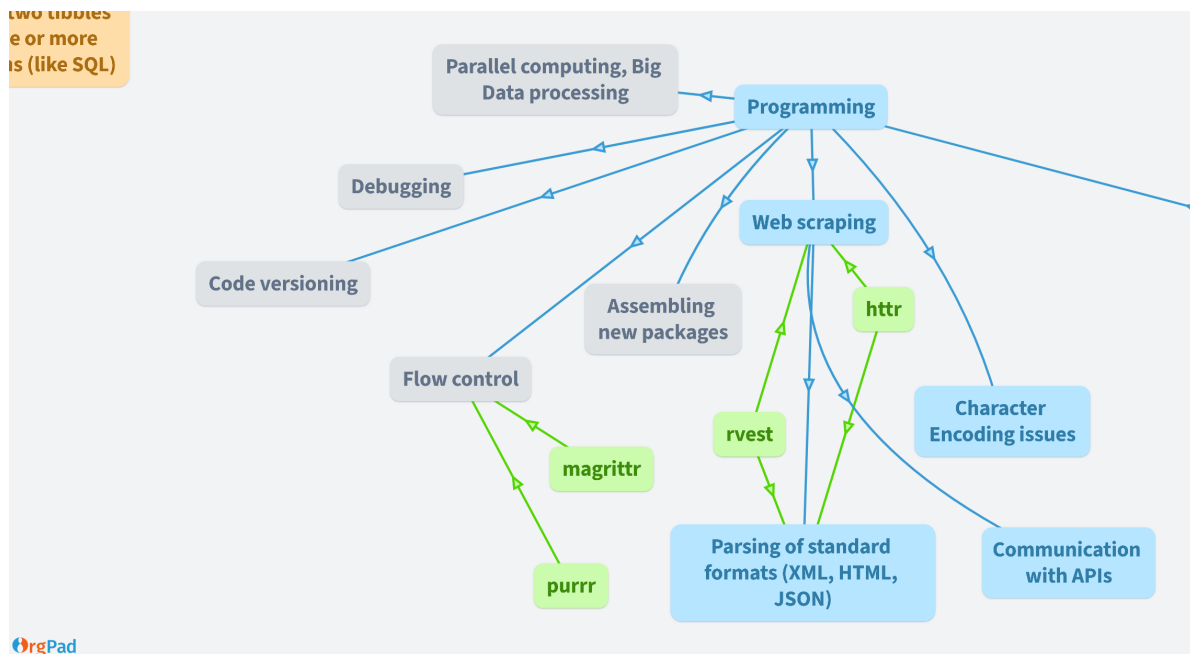 two tibbles
e or more
ns (like SQL)
Parallel computing, Big
Data processing
Programming
Debugging
Web scraping
Code versioning
Assembling
new packages
httr
Flow control
Character
Encoding issues
rvest
magrittr
Parsing of standard
formats (XML, HTML,
JSON)
Communication
with APIs
purrr
OrgPad